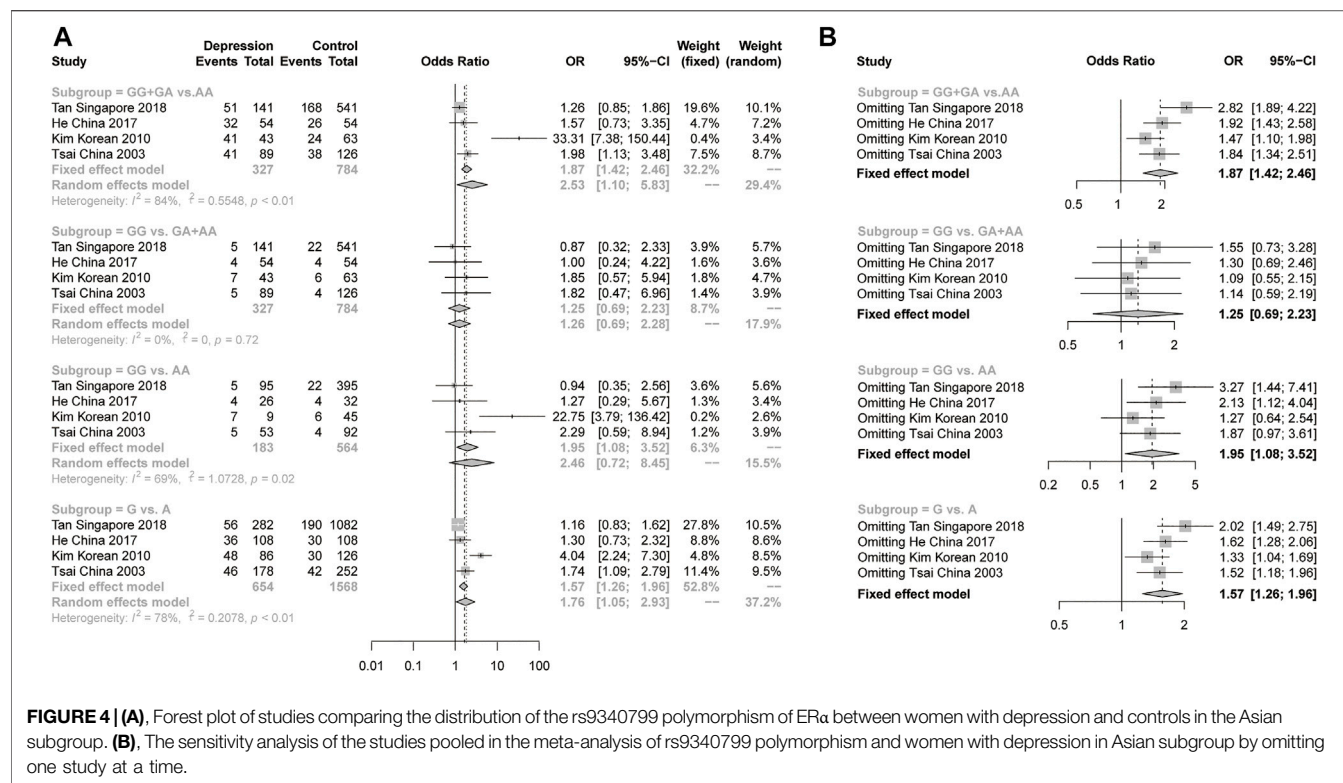 A
Depression Control Weight Weight
Study Events Total Events Total Odds Ratio OR 95%−CI (fixed) (random)
Subgroup = GG+GA vs.AA
Tan Singapore 2018 51 141 168 541 1.26 [0.85; 1.86] 19.6% 10.1%
He China 2017 32 54 26 54 1.57 [0.73; 3.35] 4.7% 7.2%
Kim Korean 2010 41 43 24 63 33.31 [7.38; 150.44] 0.4% 3.4%
Tsai China 2003 41 89 38 126 1.98 [1.13; 3.48] 7.5% 8.7%
Fixed effect model 327 784 1.87 [1.42; 2.46] 32.2% −−
Random effects model 2.53 [1.10; 5.83] −− 29.4%
Heterogeneity: I² = 84%, τ² = 0.5548, p < 0.01
Subgroup = GG vs. GA+AA
Tan Singapore 2018 5 141 22 541 0.87 [0.32; 2.33] 3.9% 5.7%
He China 2017 4 54 4 54 1.00 [0.24; 4.22] 1.6% 3.6%
Kim Korean 2010 7 43 6 63 1.85 [0.57; 5.94] 1.8% 4.7%
Tsai China 2003 5 89 4 126 1.82 [0.47; 6.96] 1.4% 3.9%
Fixed effect model 327 784 1.25 [0.69; 2.23] 8.7% −−
Random effects model 1.26 [0.69; 2.28] −− 17.9%
Heterogeneity: I² = 0%, τ² = 0, p = 0.72
Subgroup = GG vs. AA
Tan Singapore 2018 5 95 22 395 0.94 [0.35; 2.56] 3.6% 5.6%
He China 2017 4 26 4 32 1.27 [0.29; 5.67] 1.3% 3.4%
Kim Korean 2010 7 9 6 45 22.75 [3.79; 136.42] 0.2% 2.6%
Tsai China 2003 5 53 4 92 2.29 [0.59; 8.94] 1.2% 3.9%
Fixed effect model 183 564 1.95 [1.08; 3.52] 6.3% −−
Random effects model 2.46 [0.72; 8.45] −− 15.5%
Heterogeneity: I² = 69%, τ² = 1.0728, p = 0.02
Subgroup = G vs. A
Tan Singapore 2018 56 282 190 1082 1.16 [0.83; 1.62] 27.8% 10.5%
He China 2017 36 108 30 108 1.30 [0.73; 2.32] 8.8% 8.6%
Kim Korean 2010 48 86 30 126 4.04 [2.24; 7.30] 4.8% 8.5%
Tsai China 2003 46 178 42 252 1.74 [1.09; 2.79] 11.4% 9.5%
Fixed effect model 654 1568 1.57 [1.26; 1.96] 52.8% −−
Random effects model 1.76 [1.05; 2.93] −− 37.2%
Heterogeneity: I² = 78%, τ² = 0.2078, p < 0.01
0.01 0.1 1 10 100
B
Study Odds Ratio OR 95%−CI
Subgroup = GG+GA vs.AA
Omitting Tan Singapore 2018 2.82 [1.89; 4.22]
Omitting He China 2017 1.92 [1.43; 2.58]
Omitting Kim Korean 2010 1.47 [1.10; 1.98]
Omitting Tsai China 2003 1.84 [1.34; 2.51]
Fixed effect model 1.87 [1.42; 2.46]
0.5 1 2
Subgroup = GG vs. GA+AA
Omitting Tan Singapore 2018 1.55 [0.73; 3.28]
Omitting He China 2017 1.30 [0.69; 2.46]
Omitting Kim Korean 2010 1.09 [0.55; 2.15]
Omitting Tsai China 2003 1.14 [0.59; 2.19]
Fixed effect model 1.25 [0.69; 2.23]
0.5 1 2
Subgroup = GG vs. AA
Omitting Tan Singapore 2018 3.27 [1.44; 7.41]
Omitting He China 2017 2.13 [1.12; 4.04]
Omitting Kim Korean 2010 1.27 [0.64; 2.54]
Omitting Tsai China 2003 1.87 [0.97; 3.61]
Fixed effect model 1.95 [1.08; 3.52]
0.2 0.5 1 2 5
Subgroup = G vs. A
Omitting Tan Singapore 2018 2.02 [1.49; 2.75]
Omitting He China 2017 1.62 [1.28; 2.06]
Omitting Kim Korean 2010 1.33 [1.04; 1.69]
Omitting Tsai China 2003 1.52 [1.18; 1.96]
Fixed effect model 1.57 [1.26; 1.96]
0.5 1 2
FIGURE 4 | (A), Forest plot of studies comparing the distribution of the rs9340799 polymorphism of ERα between women with depression and controls in the Asian
subgroup. (B), The sensitivity analysis of the studies pooled in the meta-analysis of rs9340799 polymorphism and women with depression in Asian subgroup by omitting
one study at a time.